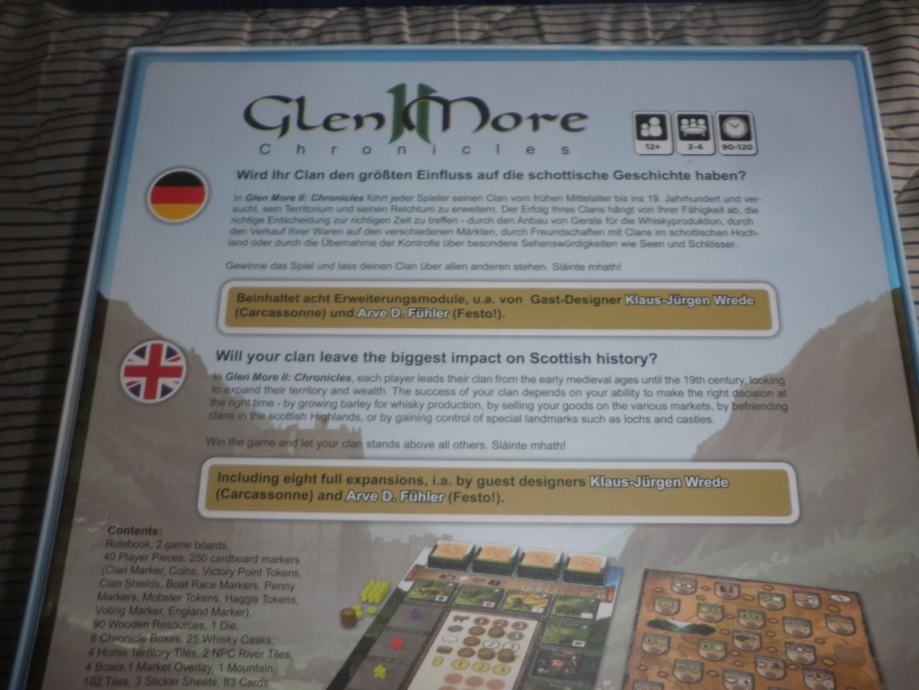 Glen II More
Chronicles
12+ 2-4 90-120
Wird Ihr Clan den größten Einfluss auf die schottische Geschichte haben?
In Glen More II: Chronicles führt jeder Spieler seinen Clan vom frühen Mittelalter bis ins 19. Jahrhundert und ver-
sucht, sein Territorium und seinen Reichtum zu erweitern. Der Erfolg Ihres Clans hängt von Ihrer Fähigkeit ab, die
richtige Entscheidung zur richtigen Zeit zu treffen - durch den Anbau von Gerste für die Whiskyproduktion, durch
den Verkauf Ihrer Waren auf den verschiedenen Märkten, durch Freundschaften mit Clans im schottischen Hoch-
land oder durch die Übernahme der Kontrolle über besondere Sehenswürdigkeiten wie Seen und Schlösser.
Gewinne das Spiel und lass deinen Clan über allen anderen stehen. Sláinte mhath!
Beinhaltet acht Erweiterungsmodule, u.a. von Gast-Designer Klaus-Jürgen Wrede
(Carcassonne) und Arve D. Fühler (Festo!).
Will your clan leave the biggest impact on Scottish history?
In Glen More II: Chronicles, each player leads their clan from the early medieval ages until the 19th century, looking
to expand their territory and wealth. The success of your clan depends on your ability to make the right decision at
the right time - by growing barley for whisky production, by selling your goods on the various markets, by befriending
clans in the scottish Highlands, or by gaining control of special landmarks such as lochs and castles.
Win the game and let your clan stands above all others. Sláinte mhath!
Including eight full expansions, i.a. by guest designers Klaus-Jürgen Wrede
(Carcassonne) and Arve D. Fühler (Festo!).
Contents:
Rulebook, 2 game boards,
40 Player Pieces, 250 cardboard markers
(Clan Marker, Coins, Victory Point Tokens,
Clan Shields, Boat Race Markers, Penny
Markers, Mobster Tokens, Haggis Tokens,
Voting Marker, England Marker),
90 Wooden Resources, 1 Die,
8 Chronicle Boxes, 25 Whisky Casks,
4 Home Territory Tiles, 2 NPC River Tiles,
4 Boats, 1 Market Overlay, 1 Mountain,
102 Tiles, 3 Sticker Sheets, 83 Cards